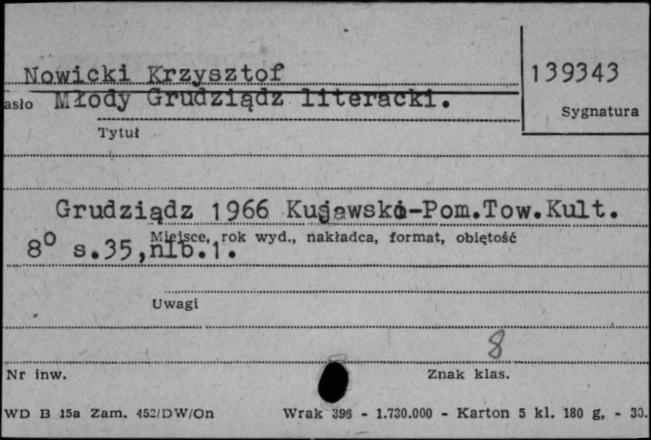 Nowicki Krzysztof
139343
asło Młody Grudziądz literacki.
Sygnatura
Tytuł
Grudziądz 1966 Kujawsko-Pom.Tow.Kult.
Miejsce, rok wyd., nakładca, format, obiętość
8° s.35,nlb.1.
Uwagi
8
Nr inw.
Znak klas.
WD B 15a Zam. 452/DW/On Wrak 396 - 1.730.000 - Karton 5 kl. 180 g, - 30.